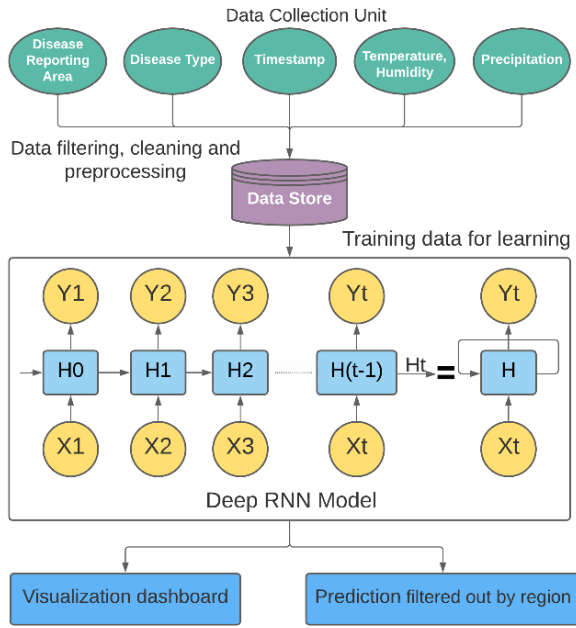 Data Collection Unit
Disease
Reporting
Area
Disease Type
Timestamp
Temperature,
Humidity
Precipitation
Data filtering, cleaning and
preprocessing
Data Store
Training data for learning
Y1 Y2 Y3 Yt Yt
H0 H1 H2 H(t-1) Ht = H
X1 X2 X3 Xt Xt
Deep RNN Model
Visualization dashboard
Prediction filtered out by region